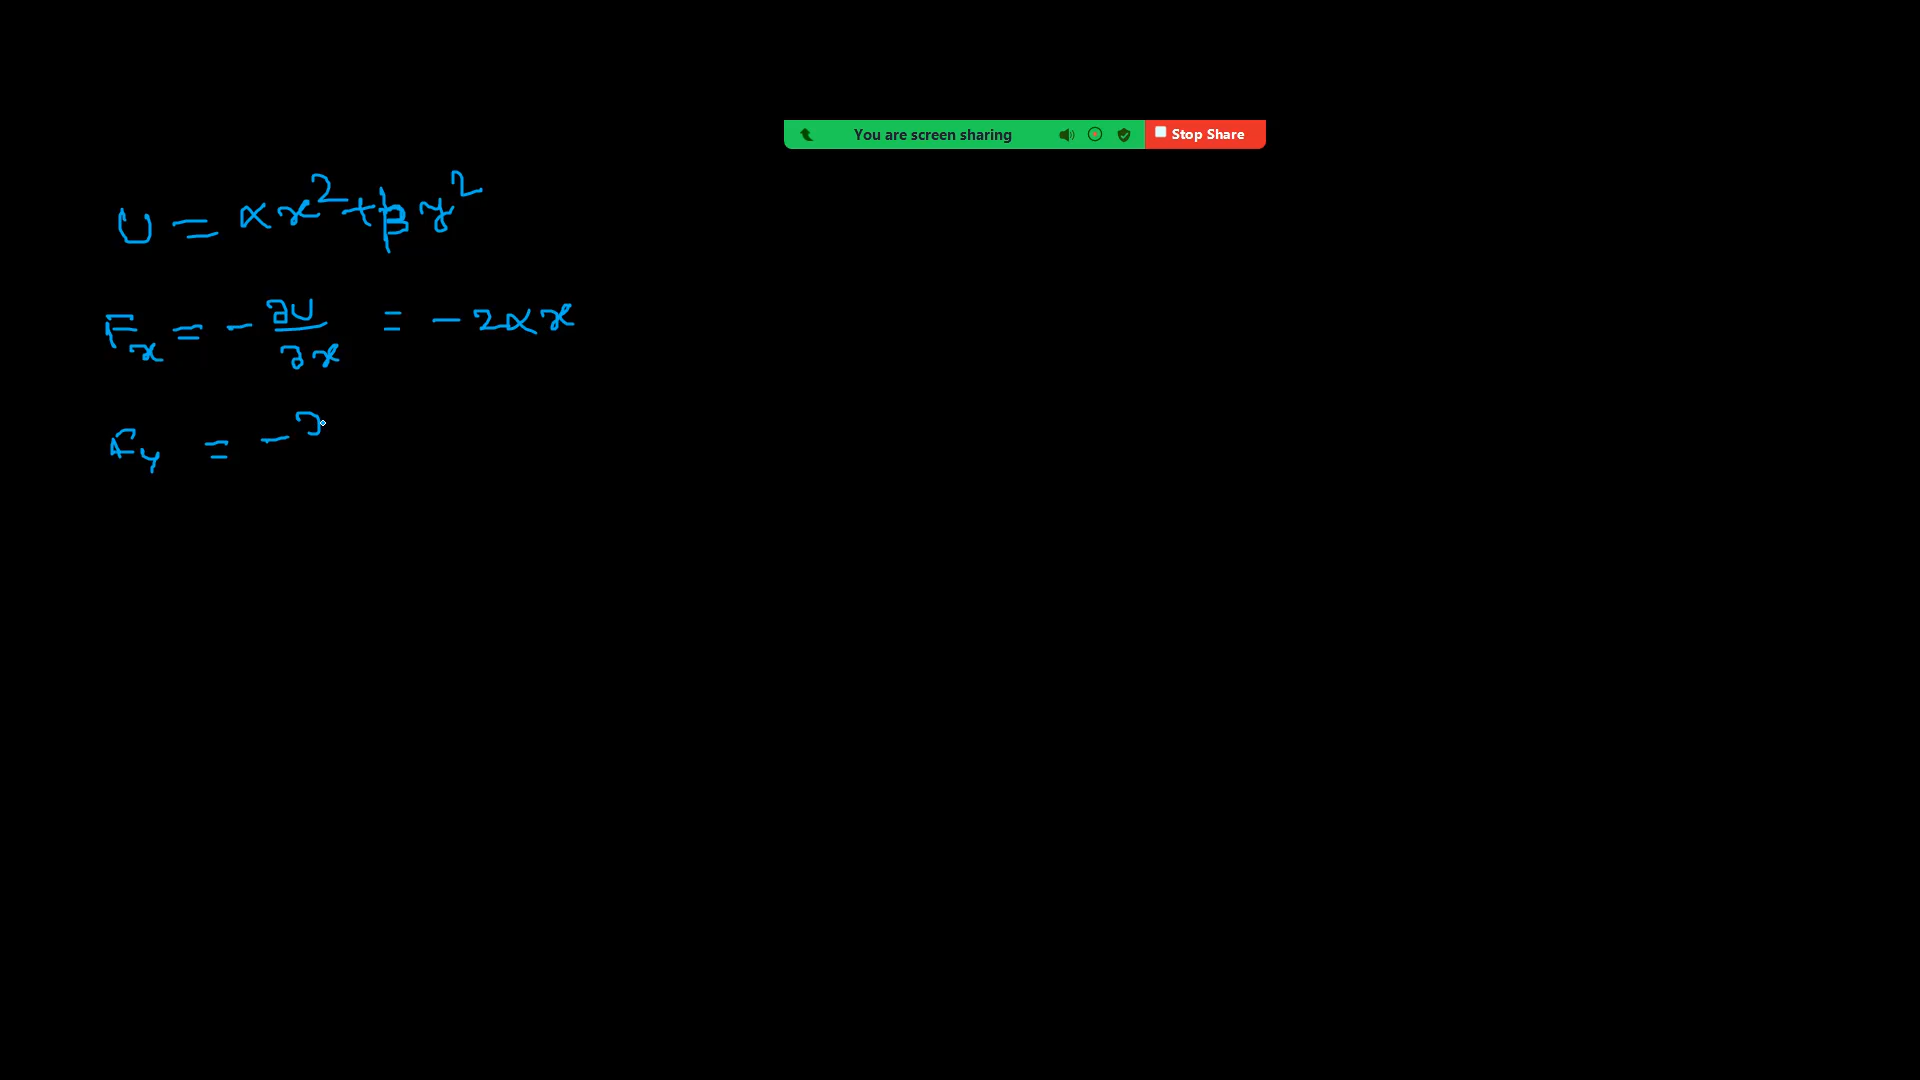 You are screen sharing Stop Share
U = αx²+βy²
Fx = - ∂U/∂x = - 2αx
Fy = - ∂